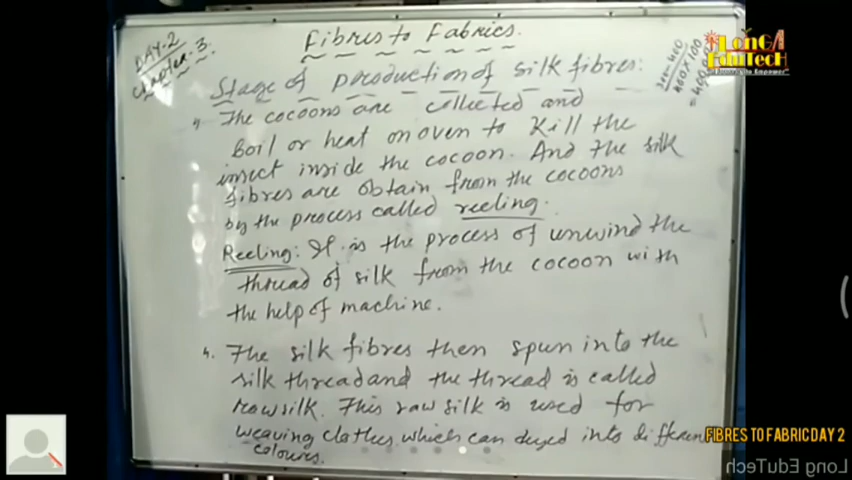 DAY-2
Chapter-3
Fibres to Fabrics.
LonGA
EduTech
Stage of production of silk fibres:
The cocoons are collected and
Boil or heat on oven to Kill the
insect inside the cocoon. And the silk
fibres are obtain from the cocoons
by the process called reeling.
Reeling: It is the process of unwind the
thread of silk from the cocoon with
the help of machine.
4. The silk fibres then spun into the
silk thread and the thread is called
row silk. This raw silk is used for
weaving clothes which can dyed into differen
colours.
FIBRES TO FABRIC DAY 2
Long EduTech